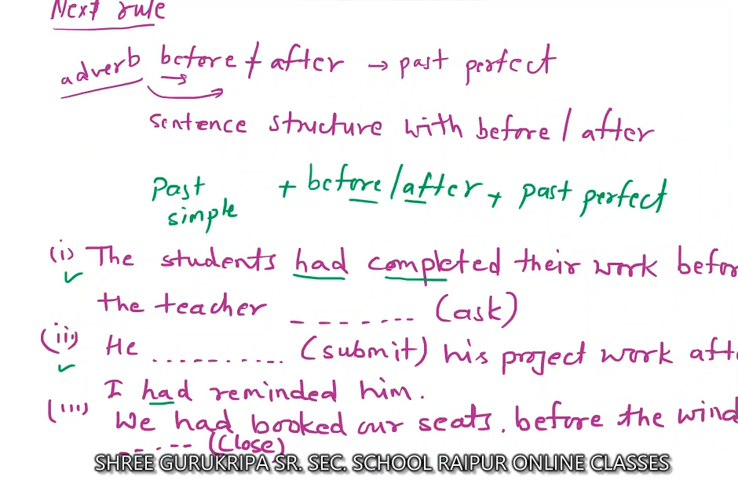 Next rule
adverb before + after → past perfect
sentence structure with before / after
Past simple + before / after + past perfect
(i) The students had completed their work befor
the teacher ....... (ask)
(ii) He .......... (submit) his project work aft
I had reminded him.
(iii) We had booked our seats. before the wind
..... (Close)
SHREE GURUKRIPA SR. SEC. SCHOOL RAIPUR ONLINE CLASSES